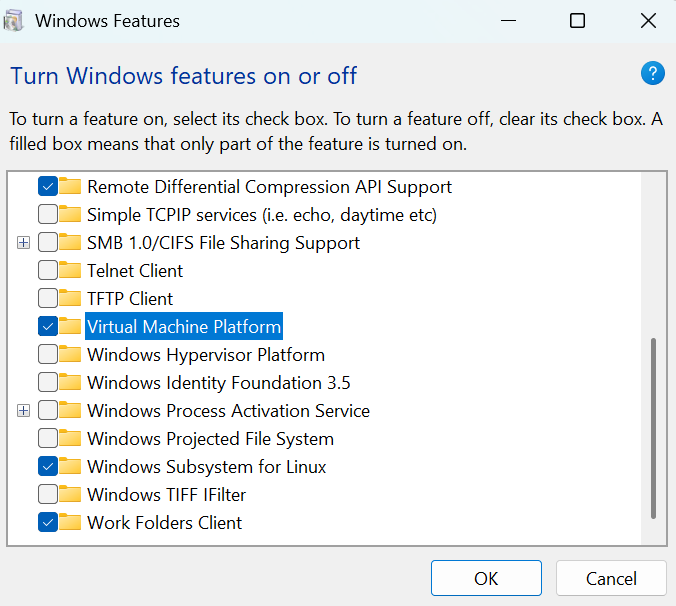 Windows Features
Turn Windows features on or off
?
To turn a feature on, select its check box. To turn a feature off, clear its check box. A
filled box means that only part of the feature is turned on.
Remote Differential Compression API Support
Simple TCPIP services (i.e. echo, daytime etc)
SMB 1.0/CIFS File Sharing Support
Telnet Client
TFTP Client
Virtual Machine Platform
Windows Hypervisor Platform
Windows Identity Foundation 3.5
Windows Process Activation Service
Windows Projected File System
Windows Subsystem for Linux
Windows TIFF IFilter
Work Folders Client
OK
Cancel